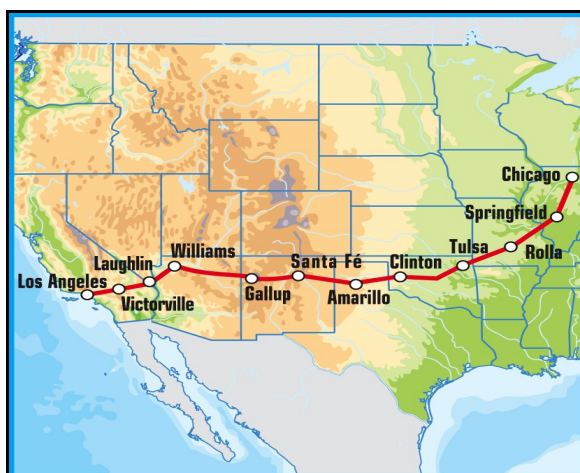 Chicago
Springfield
Rolla
Tulsa
Clinton
Amarillo
Santa Fé
Gallup
Williams
Laughlin
Victorville
Los Angeles